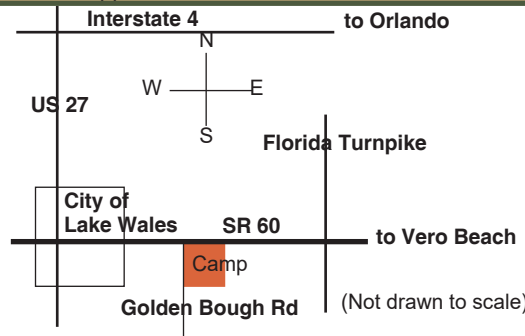 Interstate 4
to Orlando
N
W
E
S
US 27
Florida Turnpike
City of
Lake Wales
SR 60
to Vero Beach
Camp
Golden Bough Rd
(Not drawn to scale)